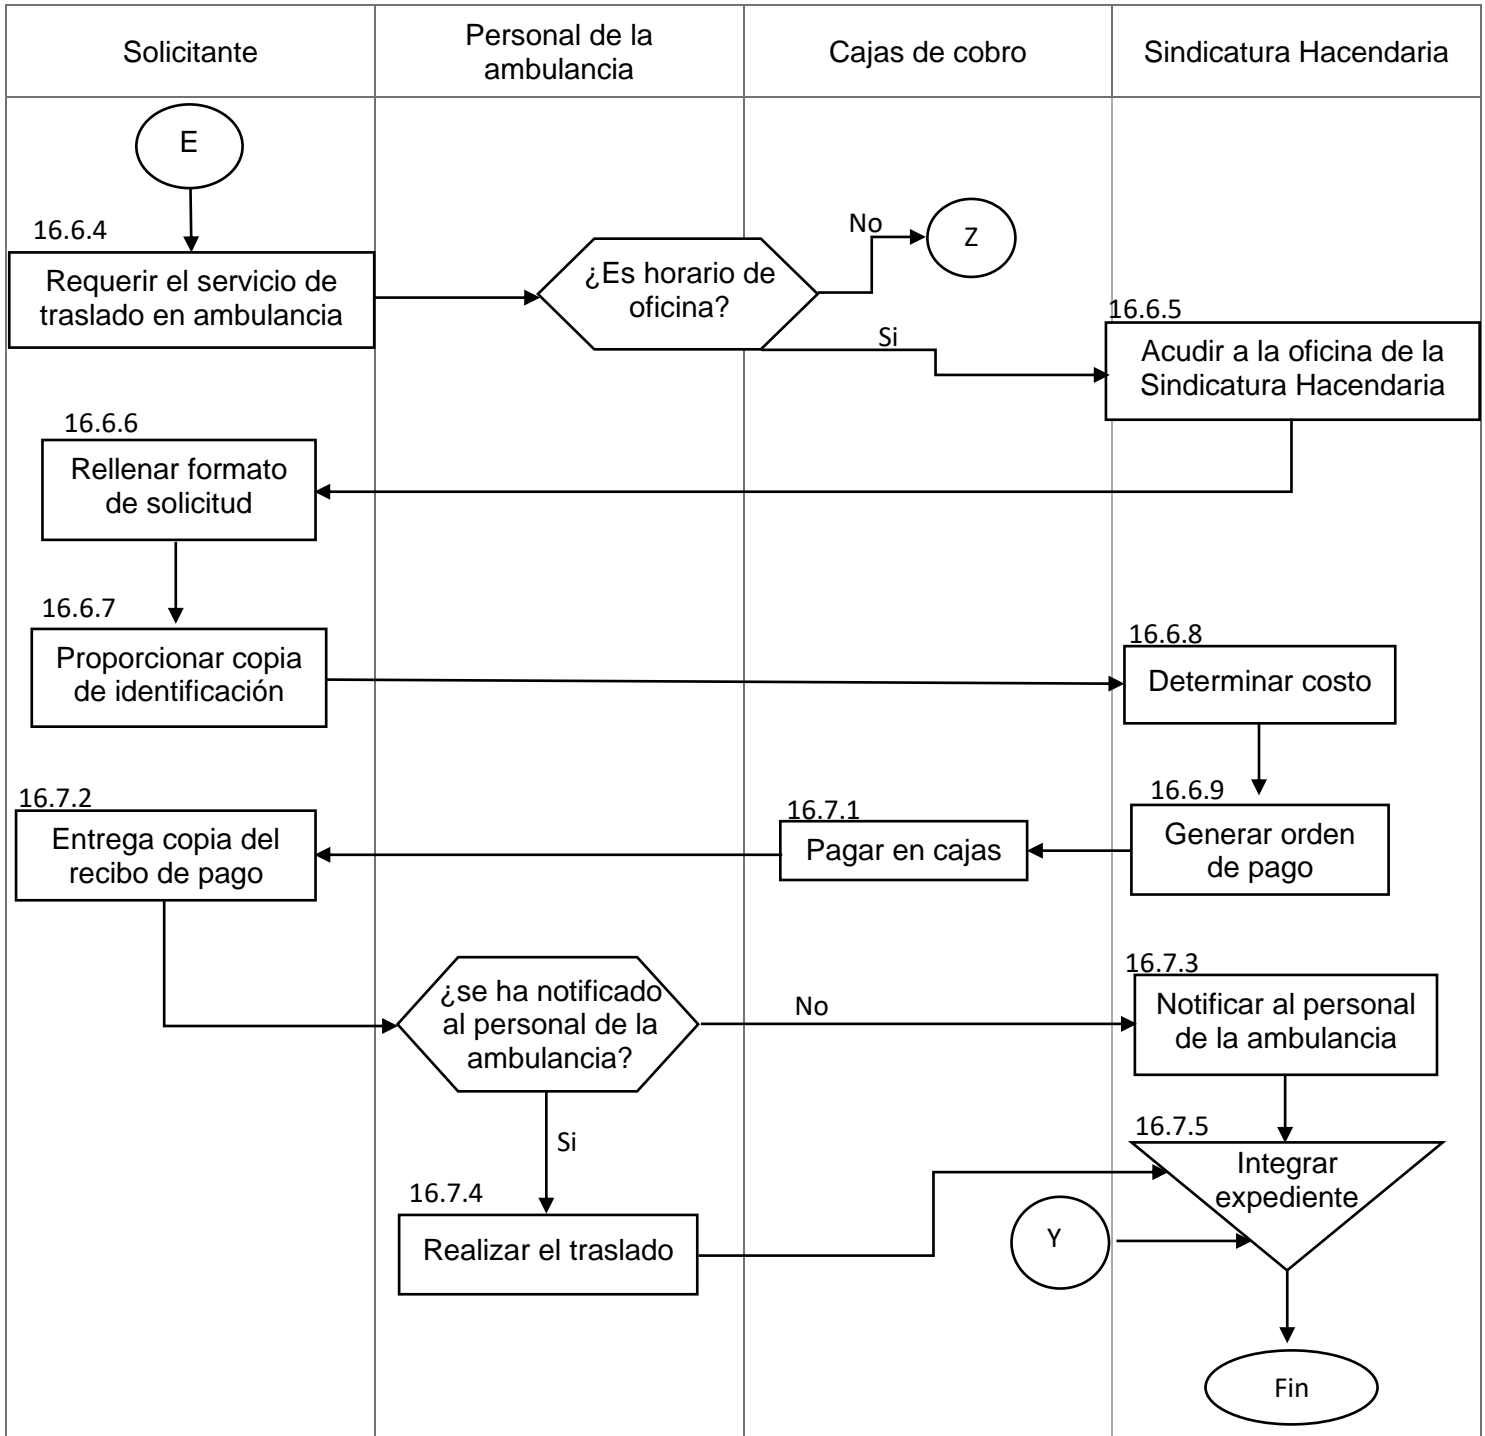 Solicitante
Personal de la
ambulancia
Cajas de cobro
Sindicatura Hacendaria
E
16.6.4
Requerir el servicio de
traslado en ambulancia
¿Es horario de
oficina?
No
Z
Si
16.6.5
Acudir a la oficina de la
Sindicatura Hacendaria
16.6.6
Rellenar formato
de solicitud
16.6.7
Proporcionar copia
de identificación
16.6.8
Determinar costo
16.6.9
Generar orden
de pago
16.7.1
Pagar en cajas
16.7.2
Entrega copia del
recibo de pago
¿se ha notificado
al personal de la
ambulancia?
No
16.7.3
Notificar al personal
de la ambulancia
Si
16.7.4
Realizar el traslado
16.7.5
Integrar
expediente
Y
Fin